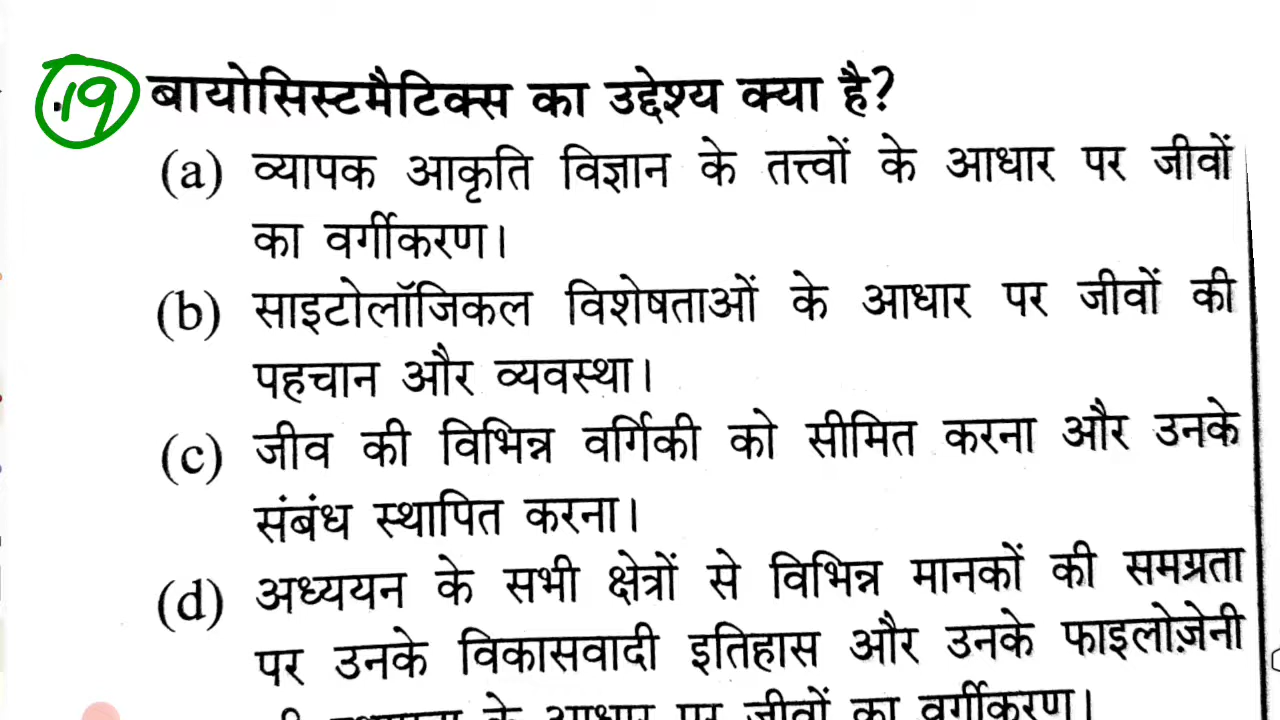 19 बायोसिस्टमैटिक्स का उद्देश्य क्या है?
(a) व्यापक आकृति विज्ञान के तत्त्वों के आधार पर जीवों
का वर्गीकरण।
(b) साइटोलॉजिकल विशेषताओं के आधार पर जीवों की
पहचान और व्यवस्था।
(c) जीव की विभिन्न वर्गिकी को सीमित करना और उनके
संबंध स्थापित करना।
(d) अध्ययन के सभी क्षेत्रों से विभिन्न मानकों की समग्रता
पर उनके विकासवादी इतिहास और उनके फाइलोज़ेनी
के आधार पर जीवों का वर्गीकरण।